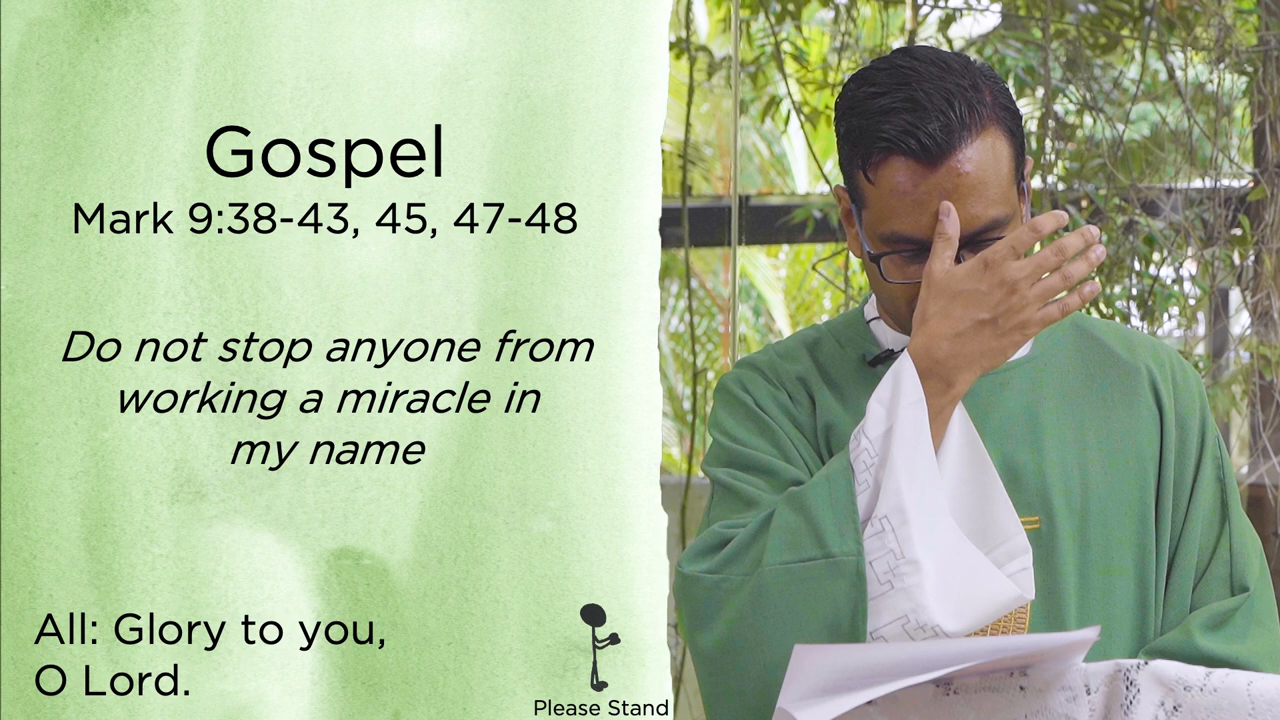 Gospel
Mark 9:38-43, 45, 47-48
Do not stop anyone from
working a miracle in
my name
All: Glory to you,
O Lord.
Please Stand